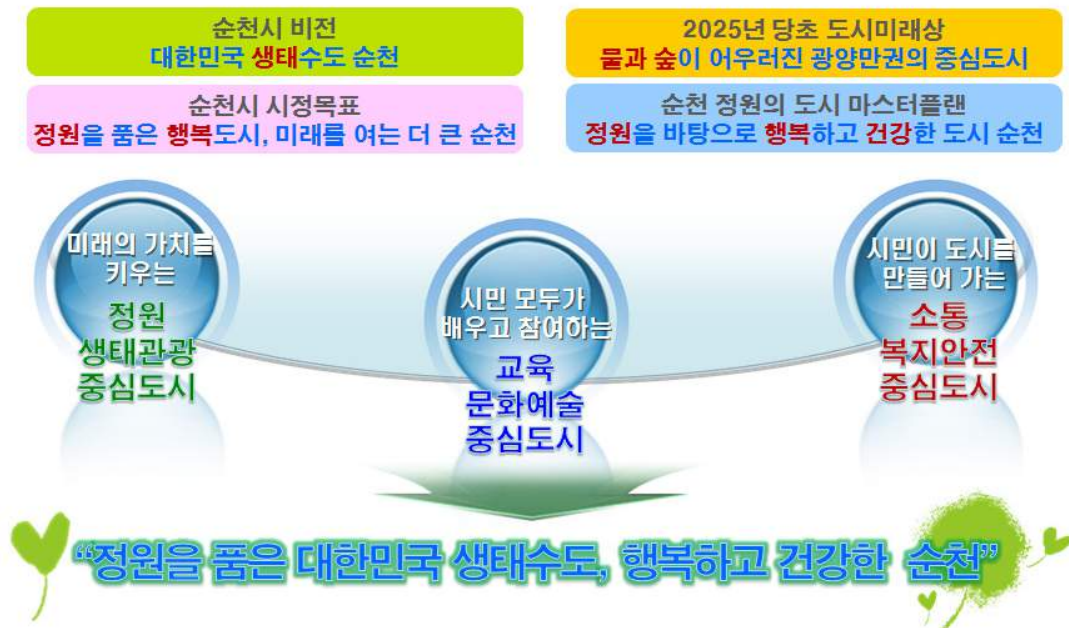 순천시 비전
대한민국 생태수도 순천
2025년 당초 도시미래상
물과 숲이 어우러진 광양만권의 중심도시
순천시 시정목표
정원을 품은 행복도시, 미래를 여는 더 큰 순천
순천 정원의 도시 마스터플랜
정원을 바탕으로 행복하고 건강한 도시 순천
미래의 가치를
키우는
정원
생태관광
중심도시
시민 모두가
배우고 참여하는
교육
문화예술
중심도시
시민이 도시를
만들어 가는
소통
복지안전
중심도시
“정원을 품은 대한민국 생태수도, 행복하고 건강한 순천”